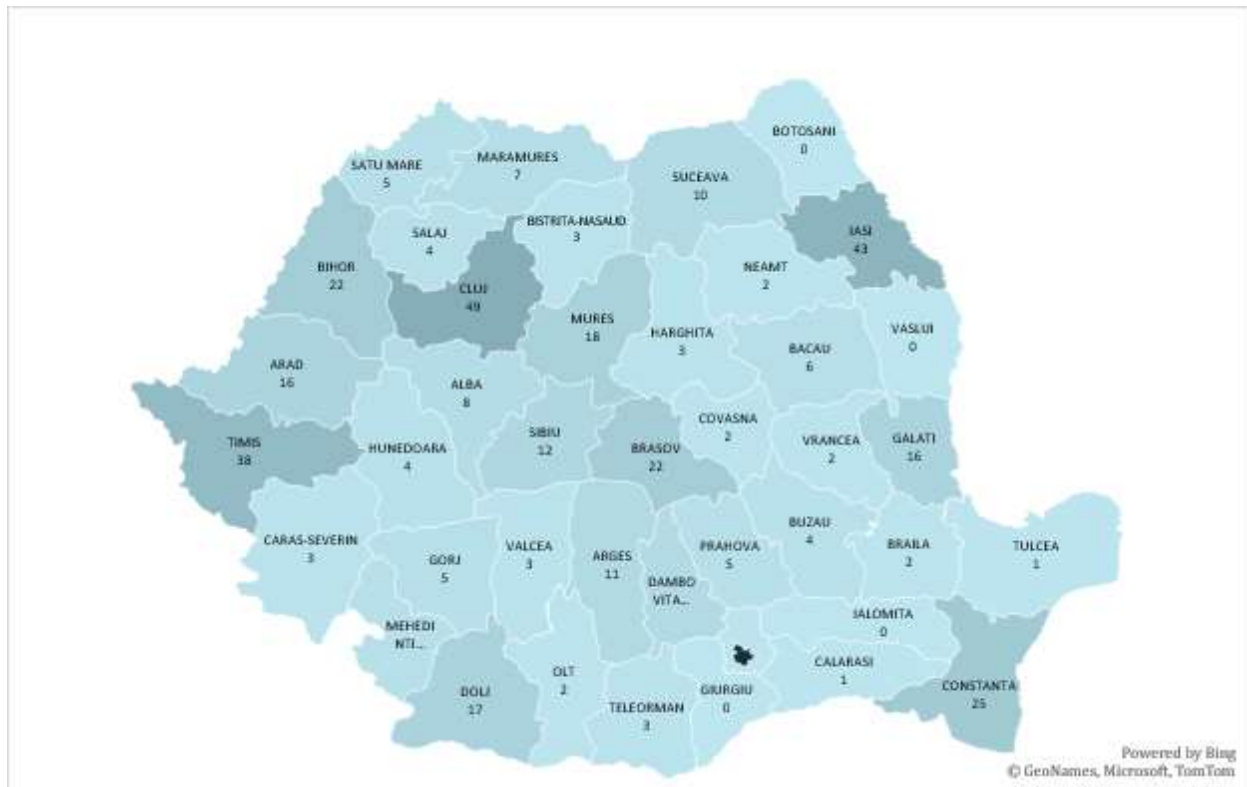 BOTOSANI
0
SATU MARE
5
MARAMURES
7
SUCEAVA
10
SALAJ
4
BISTRITA-NASAUD
3
IASI
43
BIHOR
22
CLUJ
49
NEAMT
2
MURES
18
HARGHITA
3
VASLUI
0
BACAU
6
ARAD
16
ALBA
8
COVASNA
2
SIBIU
12
TIMIS
38
HUNEDOARA
4
BRASOV
22
VRANCEA
2
GALATI
16
CARAS-SEVERIN
3
GORJ
5
VALCEA
3
ARGES
11
PRAHOVA
5
BUZAU
4
BRAILA
2
TULCEA
1
DAMBO
VITA...
MEHEDI
NTI...
IALOMITA
0
CALARASI
1
OLT
2
GIURGIU
0
CONSTANTA
25
DOLJ
17
TELEORMAN
3
Powered by Bing
© GeoNames, Microsoft, TomTom